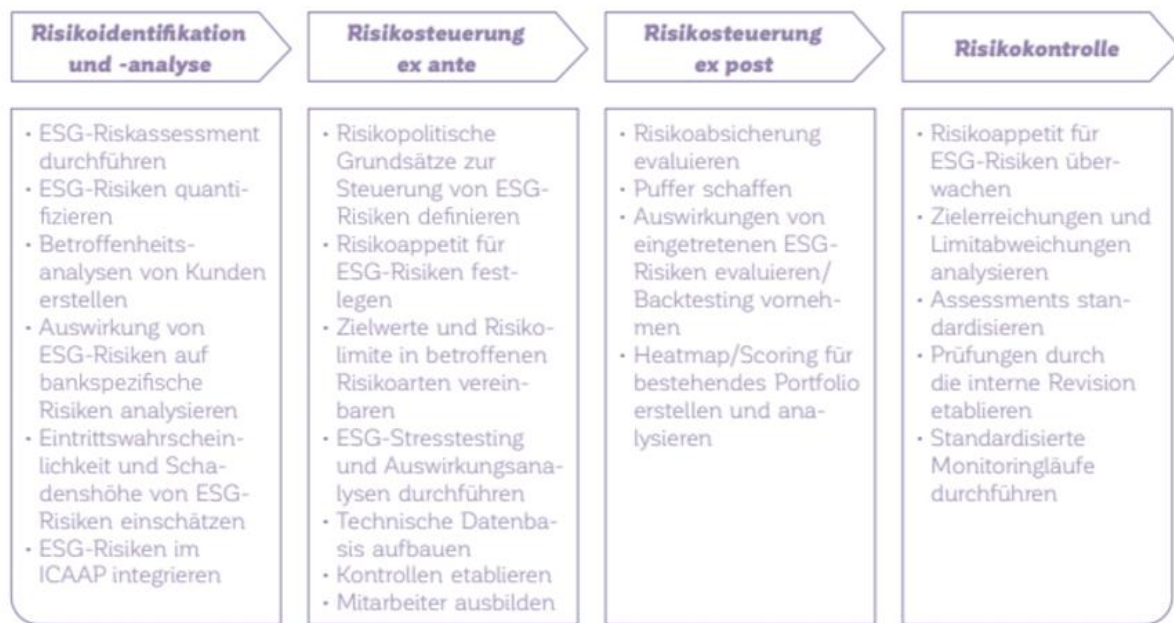 Risikoidentifikation
und -analyse
Risikosteuerung
ex ante
Risikosteuerung
ex post
Risikokontrolle
• ESG-Riskassessment
durchführen
• ESG-Risiken quanti-
fizieren
• Betroffenheits-
analysen von Kunden
erstellen
• Auswirkung von
ESG-Risiken auf
bankspezifische
Risiken analysieren
• Eintrittswahrschein-
lichkeit und Scha-
denshöhe von ESG-
Risiken einschätzen
• ESG-Risiken im
ICAAP integrieren
• Risikopolitische
Grundsätze zur
Steuerung von ESG-
Risiken definieren
• Risikoappetit für
ESG-Risiken fest-
legen
• Zielwerte und Risiko-
limite in betroffenen
Risikoarten verein-
baren
• ESG-Stresstesting
und Auswirkungsana-
lysen durchführen
• Technische Datenba-
sis aufbauen
• Kontrollen etablieren
• Mitarbeiter ausbilden
• Risikoabsicherung
evaluieren
• Puffer schaffen
• Auswirkungen von
eingetretenen ESG-
Risiken evaluieren/
Backtesting vorneh-
men
• Heatmap/Scoring für
bestehendes Portfolio
erstellen und ana-
lysieren
• Risikoappetit für
ESG-Risiken über-
wachen
• Zielerreichungen und
Limitabweichungen
analysieren
• Assessments stan-
dardisieren
• Prüfungen durch
die interne Revision
etablieren
• Standardisierte
Monitoringläufe
durchführen